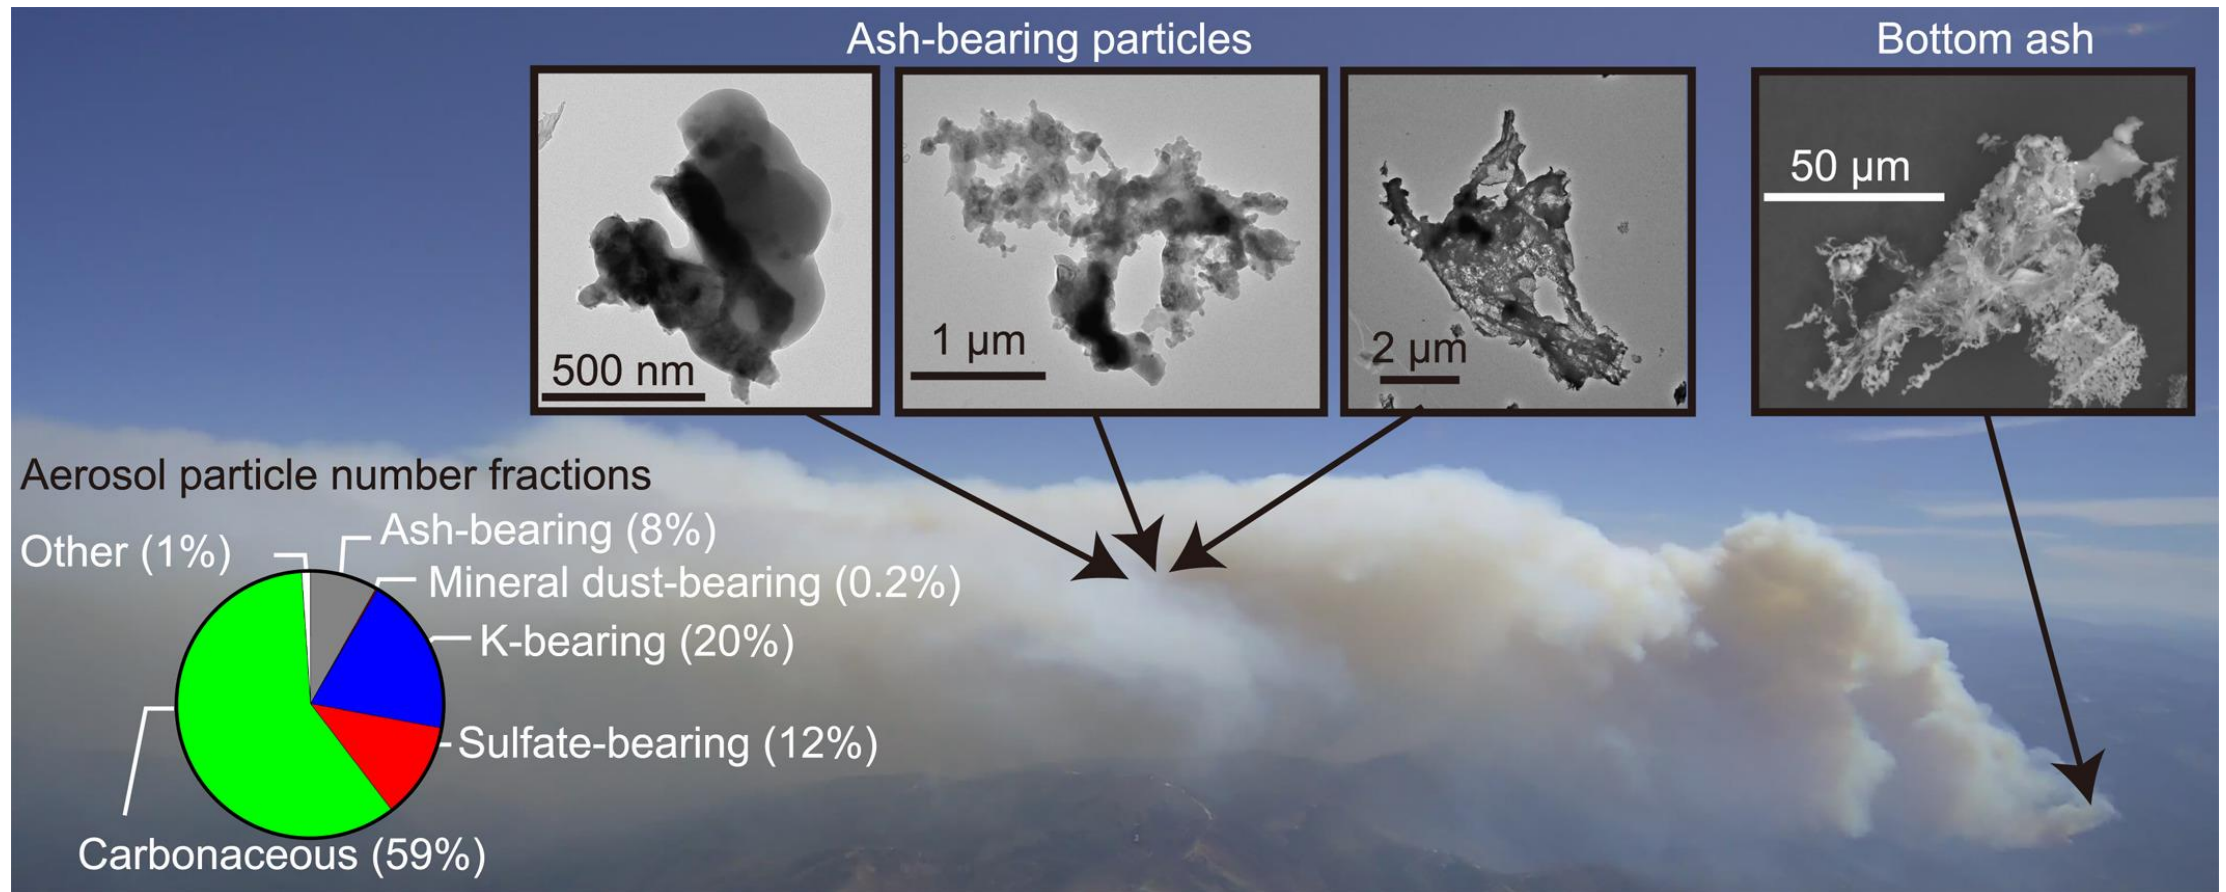 Ash-bearing particles
Bottom ash
500 nm
1 μm
2 μm
50 μm
Aerosol particle number fractions
Other (1%)
Ash-bearing (8%)
Mineral dust-bearing (0.2%)
K-bearing (20%)
Sulfate-bearing (12%)
Carbonaceous (59%)